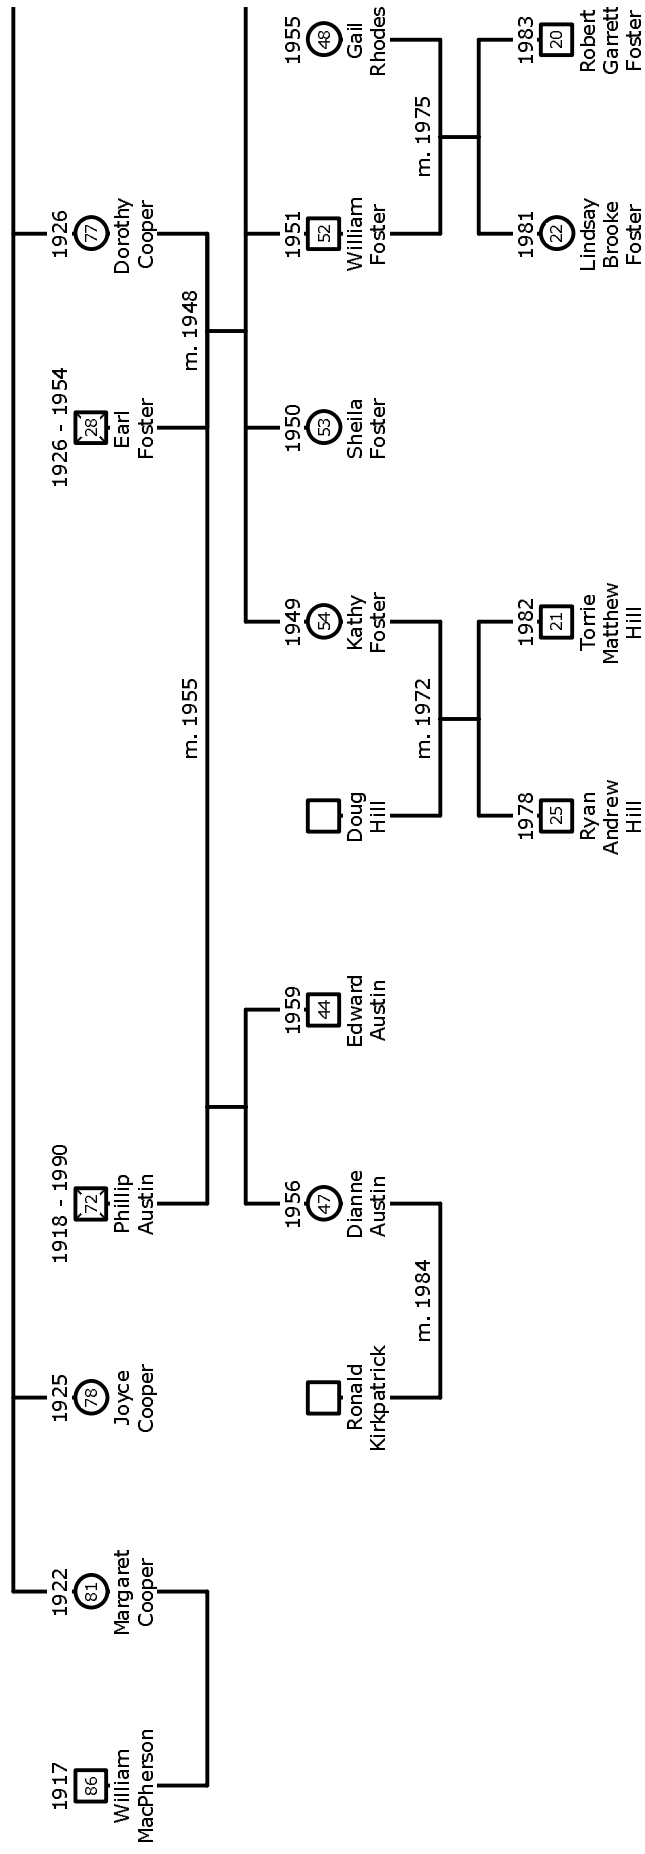 1917
86
William
MacPherson
1922
81
Margaret
Cooper
1925
78
Joyce
Cooper
1918 - 1990
72
Phillip
Austin
1926 - 1954
28
Earl
Foster
1926
77
Dorothy
Cooper
m. 1955
m. 1948
Ronald
Kirkpatrick
1956
47
Dianne
Austin
1959
44
Edward
Austin
Doug
Hill
1949
54
Kathy
Foster
1950
53
Sheila
Foster
1951
52
William
Foster
1955
48
Gail
Rhodes
m. 1984
m. 1972
m. 1975
1978
25
Ryan
Andrew
Hill
1982
21
Torrie
Matthew
Hill
1981
22
Lindsay
Brooke
Foster
1983
20
Robert
Garrett
Foster